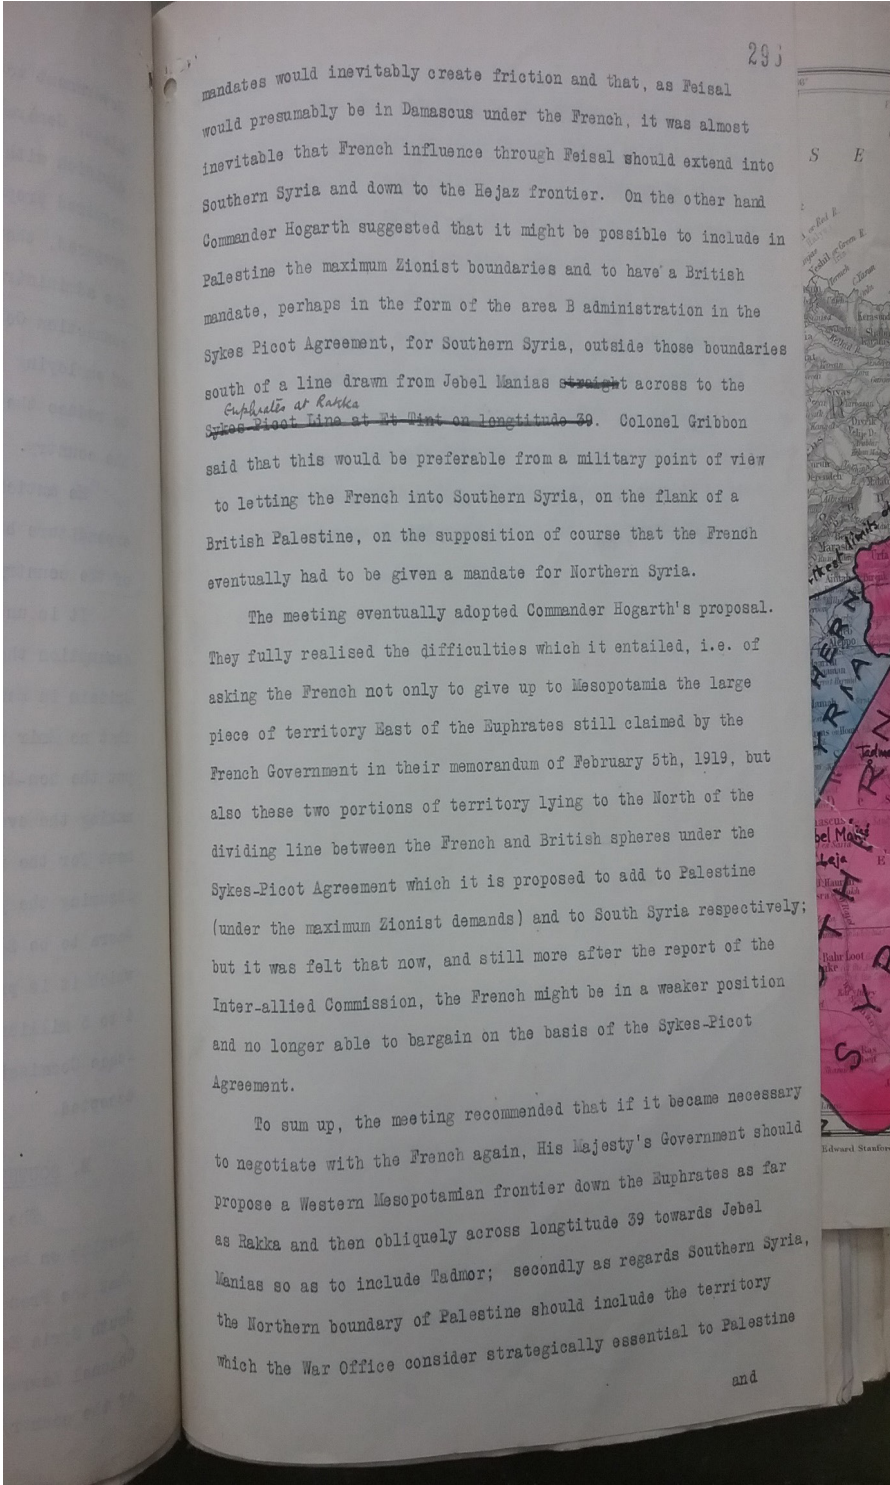 mandates would inevitably create friction and that, as Feisal
would presumably be in Damascus under the French, it was almost
inevitable that French influence through Feisal should extend into
Southern Syria and down to the Hejaz frontier. On the other hand
Commander Hogarth suggested that it might be possible to include in
Palestine the maximum Zionist boundaries and to have a British
mandate, perhaps in the form of the area B administration in the
Sykes Picot Agreement, for Southern Syria, outside those boundaries
south of a line drawn from Jebel Manias straight across to the
Euphrates at Rakka
Sykes-Picot Line at Et Tint on longtitude 39. Colonel Gribbon
said that this would be preferable from a military point of view
to letting the French into Southern Syria, on the flank of a
British Palestine, on the supposition of course that the French
eventually had to be given a mandate for Northern Syria.
The meeting eventually adopted Commander Hogarth's proposal.
They fully realised the difficulties which it entailed, i.e. of
asking the French not only to give up to Mesopotamia the large
piece of territory East of the Euphrates still claimed by the
French Government in their memorandum of February 5th, 1919, but
also these two portions of territory lying to the North of the
dividing line between the French and British spheres under the
Sykes-Picot Agreement which it is proposed to add to Palestine
(under the maximum Zionist demands) and to South Syria respectively;
but it was felt that now, and still more after the report of the
Inter-allied Commission, the French might be in a weaker position
and no longer able to bargain on the basis of the Sykes-Picot
Agreement.
To sum up, the meeting recommended that if it became necessary
to negotiate with the French again, His Majesty's Government should
propose a Western Mesopotamian frontier down the Euphrates as far
as Rakka and then obliquely across longtitude 39 towards Jebel
Manias so as to include Tadmor; secondly as regards Southern Syria,
the Northern boundary of Palestine should include the territory
which the War Office consider strategically essential to Palestine
and
S E
HERN
YRIA
Edward Stanford